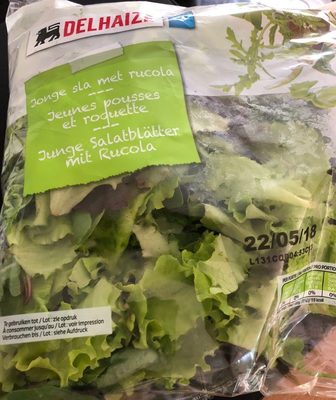 DELHAIZE
Jonge sla met rucola
Jeunes pousses
et roquette
Junge Salatblätter
mit Rucola
22/05/18
Te gebruiken tot / Lot : zie opdruk
À consommer jusqu'au / Lot : voir impression
Verbrauchen bis / Lot : siehe Aufdruck